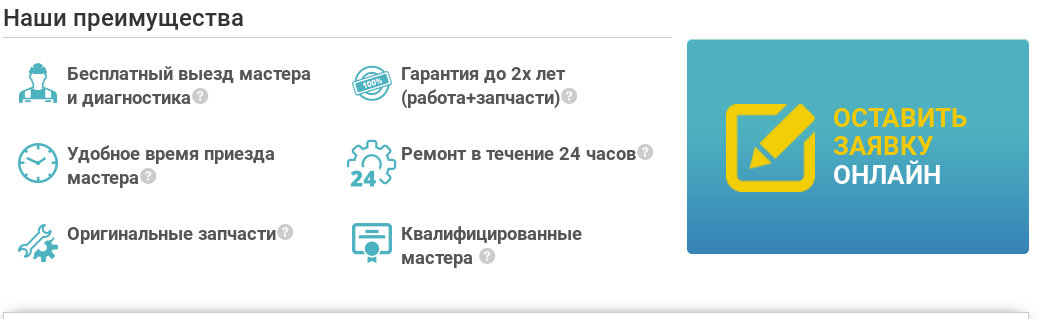 Наши преимущества
Бесплатный выезд мастера
и диагностика ?
100%
Гарантия до 2х лет
(работа+запчасти) ?
Удобное время приезда
мастера ?
24
Ремонт в течение 24 часов ?
Оригинальные запчасти ?
Квалифицированные
мастера ?
ОСТАВИТЬ
ЗАЯВКУ
ОНЛАЙН